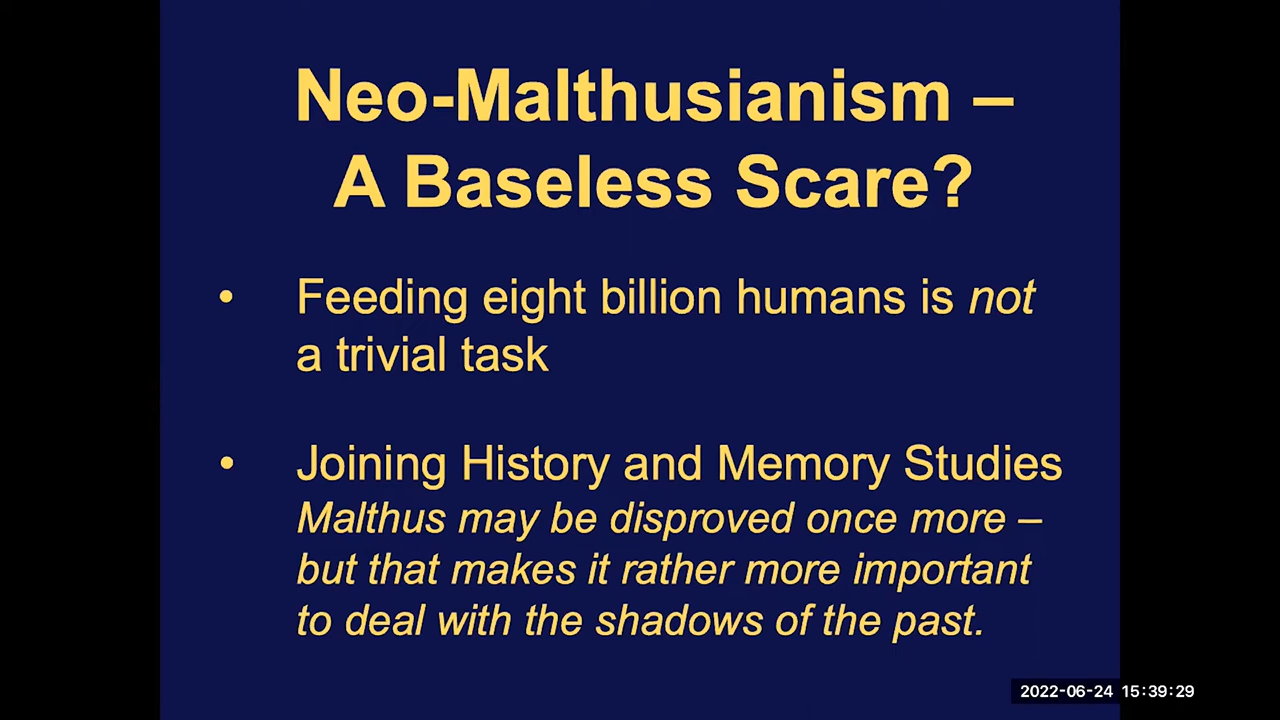 Neo-Malthusianism –
A Baseless Scare?
• Feeding eight billion humans is not
a trivial task
• Joining History and Memory Studies
Malthus may be disproved once more –
but that makes it rather more important
to deal with the shadows of the past.
2022-06-24 15:39:29